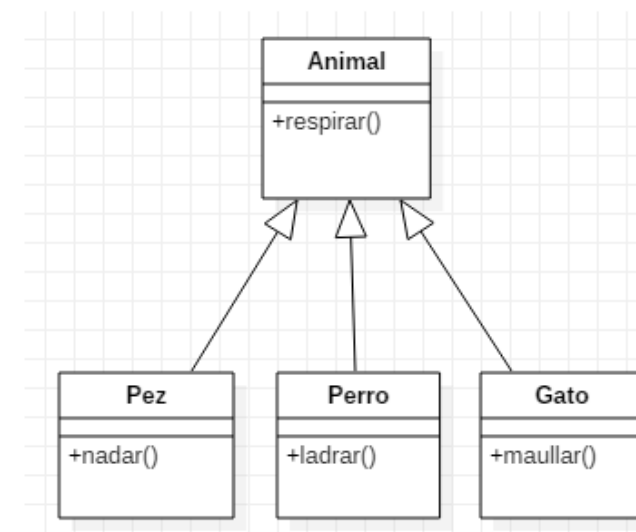 Animal
+respirar()
Pez
Perro
Gato
+nadar()
+ladrar()
+maullar()